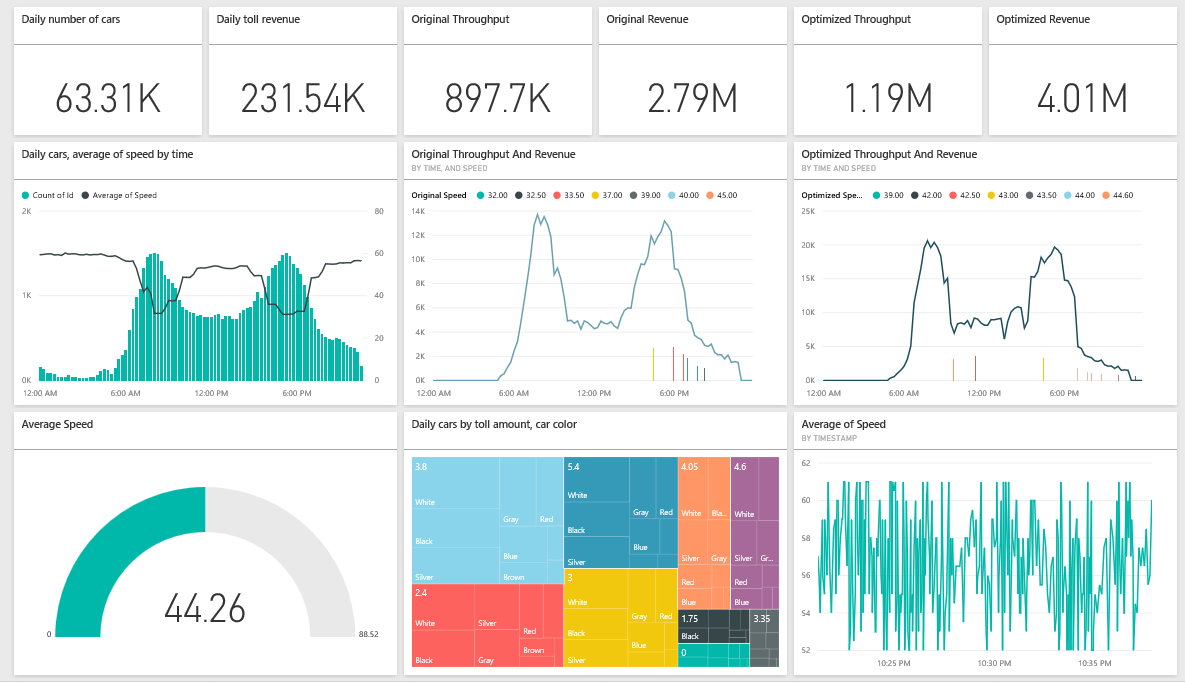 Daily number of cars
63.31K
Daily toll revenue
231.54K
Original Throughput
897.7K
Original Revenue
2.79M
Optimized Throughput
1.19M
Optimized Revenue
4.01M
Daily cars, average of speed by time
Count of Id Average of Speed
2K 80
60
1K 40
20
0K 0
12:00 AM 6:00 AM 12:00 PM 6:00 PM
Original Throughput And Revenue
BY TIME, AND SPEED
Original Speed 32.00 32.50 33.50 37.00 39.00 40.00 45.00
14K
12K
10K
8K
6K
4K
2K
0K
12:00 AM 6:00 AM 12:00 PM 6:00 PM
Optimized Throughput And Revenue
BY TIME AND SPEED
Optimized Spe... 39.00 42.00 42.50 43.00 43.50 44.00 44.60
25K
20K
15K
10K
5K
0K
12:00 AM 6:00 AM 12:00 PM 6:00 PM
Average Speed
44.26
0 88.52
Daily cars by toll amount, car color
3.8
White
Gray Red
Black
Blue
Silver Brown
2.4
White Silver
Red
Brown
Black Gray
5.4
White
Gray Red
Black
Blue
Silver
3
White
Gray Red
Black
Blue
Silver
4.05
White Bla...
Silver Gray
Red
Blue
4.6
White
Silver Gr...
Red
Blue
1.75
Black
0
3.35
Average of Speed
BY TIMESTAMP
62
60
58
56
54
52
10:25 PM 10:30 PM 10:35 PM